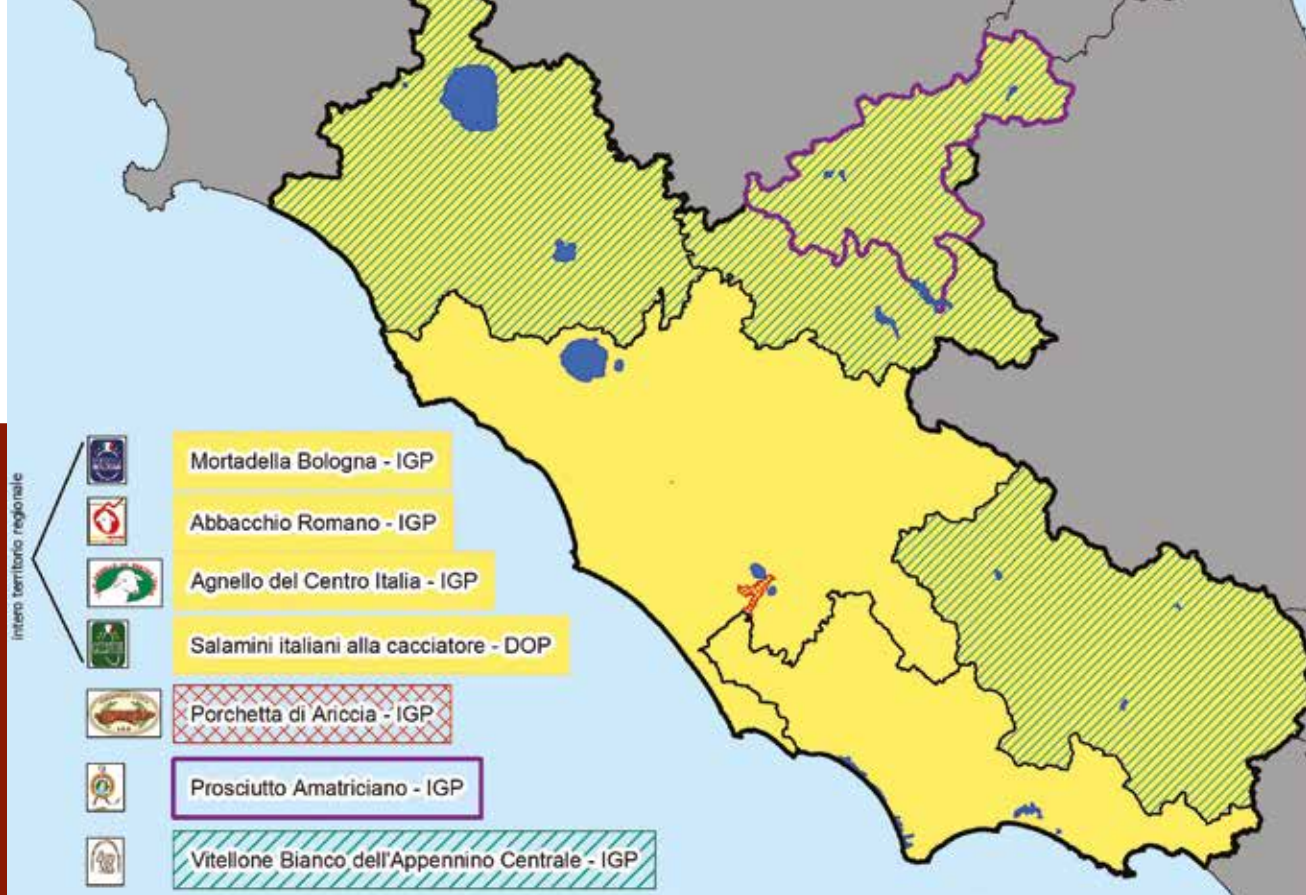 Intero territorio regionale
Mortadella Bologna - IGP
Abbacchio Romano - IGP
Agnello del Centro Italia - IGP
Salamini italiani alla cacciatore - DOP
Porchetta di Ariccia - IGP
Prosciutto Amatriciano - IGP
Vitellone Bianco dell'Appennino Centrale - IGP